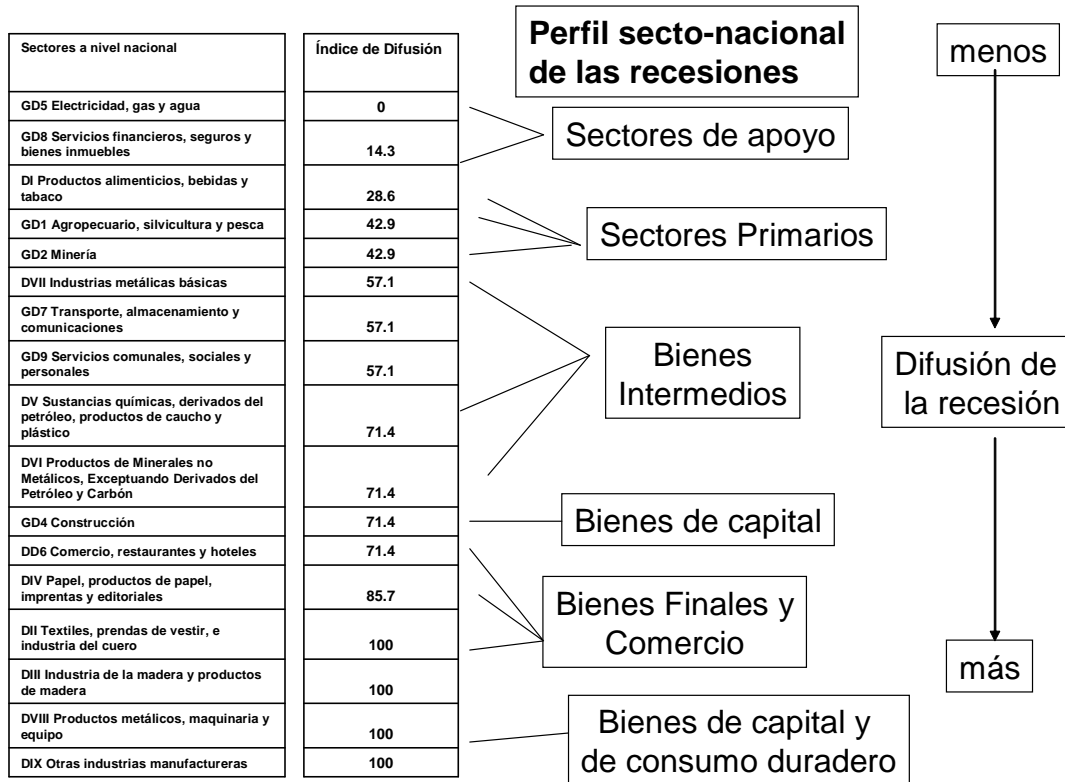 Perfil secto-nacional
de las recesiones
Sectores a nivel nacional
Índice de Difusión
GD5 Electricidad, gas y agua
0
GD8 Servicios financieros, seguros y
bienes inmuebles
14.3
DI Productos alimenticios, bebidas y
tabaco
28.6
GD1 Agropecuario, silvicultura y pesca
42.9
GD2 Minería
42.9
DVII Industrias metálicas básicas
57.1
GD7 Transporte, almacenamiento y
comunicaciones
57.1
GD9 Servicios comunales, sociales y
personales
57.1
DV Sustancias químicas, derivados del
petróleo, productos de caucho y
plástico
71.4
DVI Productos de Minerales no
Metálicos, Exceptuando Derivados del
Petróleo y Carbón
71.4
GD4 Construcción
71.4
DD6 Comercio, restaurantes y hoteles
71.4
DIV Papel, productos de papel,
imprentas y editoriales
85.7
DII Textiles, prendas de vestir, e
industria del cuero
100
DIII Industria de la madera y productos
de madera
100
DVIII Productos metálicos, maquinaria y
equipo
100
DIX Otras industrias manufactureras
100
Sectores de apoyo
Sectores Primarios
Bienes
Intermedios
Bienes de capital
Bienes Finales y
Comercio
Bienes de capital y
de consumo duradero
menos
Difusión de
la recesión
más